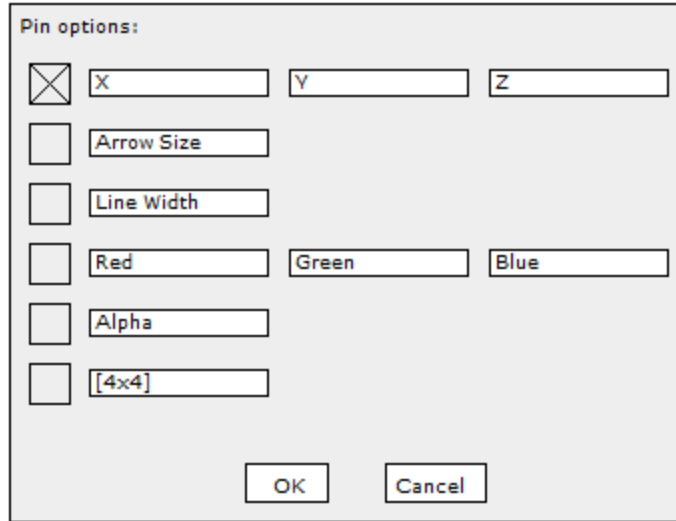 Pin options:
X Y Z
Arrow Size
Line Width
Red Green Blue
Alpha
[4x4]
OK Cancel